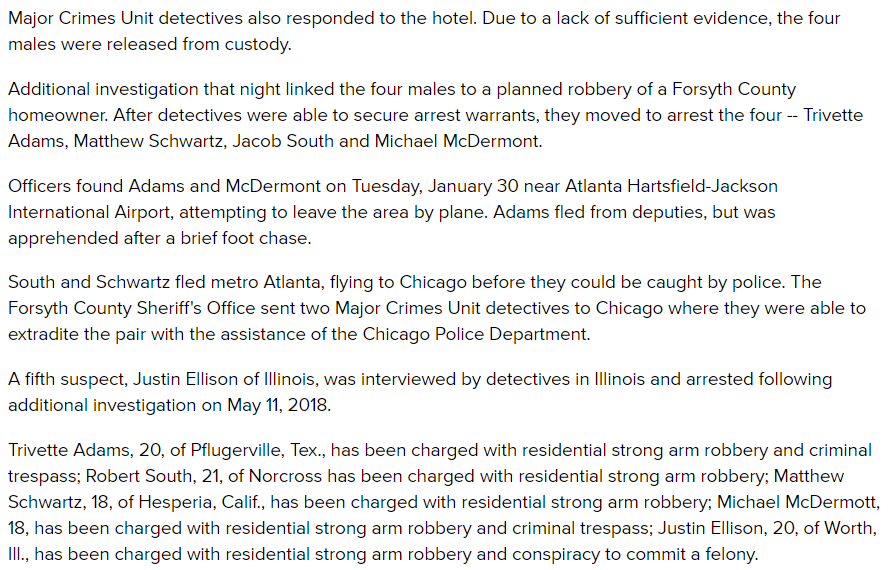 Major Crimes Unit detectives also responded to the hotel. Due to a lack of sufficient evidence, the four
males were released from custody.
Additional investigation that night linked the four males to a planned robbery of a Forsyth County
homeowner. After detectives were able to secure arrest warrants, they moved to arrest the four -- Trivette
Adams, Matthew Schwartz, Jacob South and Michael McDermont.
Officers found Adams and McDermont on Tuesday, January 30 near Atlanta Hartsfield-Jackson
International Airport, attempting to leave the area by plane. Adams fled from deputies, but was
apprehended after a brief foot chase.
South and Schwartz fled metro Atlanta, flying to Chicago before they could be caught by police. The
Forsyth County Sheriff's Office sent two Major Crimes Unit detectives to Chicago where they were able to
extradite the pair with the assistance of the Chicago Police Department.
A fifth suspect, Justin Ellison of Illinois, was interviewed by detectives in Illinois and arrested following
additional investigation on May 11, 2018.
Trivette Adams, 20, of Pflugerville, Tex., has been charged with residential strong arm robbery and criminal
trespass; Robert South, 21, of Norcross has been charged with residential strong arm robbery; Matthew
Schwartz, 18, of Hesperia, Calif., has been charged with residential strong arm robbery; Michael McDermott,
18, has been charged with residential strong arm robbery and criminal trespass; Justin Ellison, 20, of Worth,
Ill., has been charged with residential strong arm robbery and conspiracy to commit a felony.